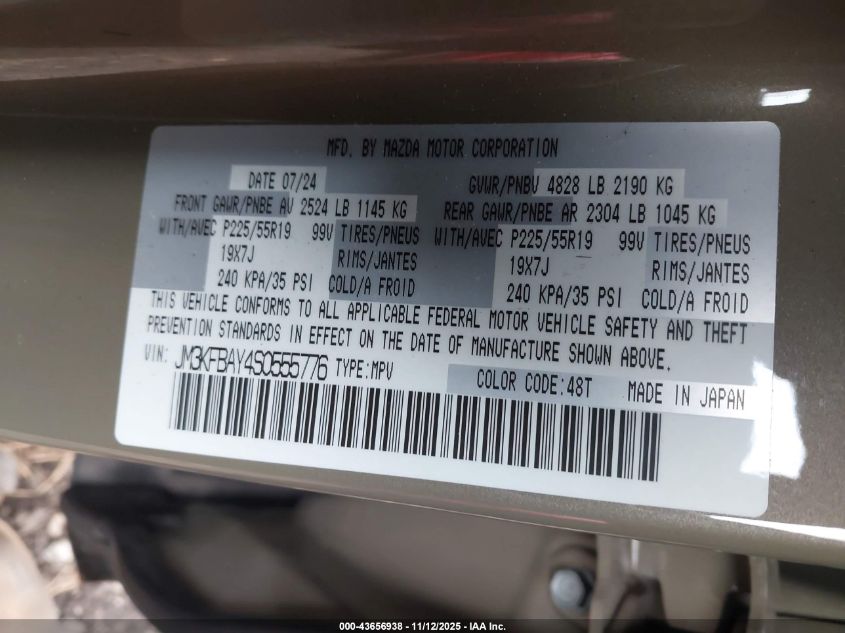 MFD. BY MAZDA MOTOR CORPORATION
DATE 07/24 GVWR/PNBV 4828 LB 2190 KG
FRONT GAWR/PNBE AV 2524 LB 1145 KG REAR GAWR/PNBE AR 2304 LB 1045 KG
WITH/AVEC P225/55R19 99V TIRES/PNEUS WITH/AVEC P225/55R19 99V TIRES/PNEUS
19X7J RIMS/JANTES 19X7J RIMS/JANTES
240 KPA/35 PSI COLD/A FROID 240 KPA/35 PSI COLD/A FROID
THIS VEHICLE CONFORMS TO ALL APPLICABLE FEDERAL MOTOR VEHICLE SAFETY AND THEFT
PREVENTION STANDARDS IN EFFECT ON THE DATE OF MANUFACTURE SHOWN ABOVE.
VIN: JM3KFBAY4S0555776 TYPE:MPV COLOR CODE:48T MADE IN JAPAN
000-43656938 - 11/12/2025 - IAA Inc.